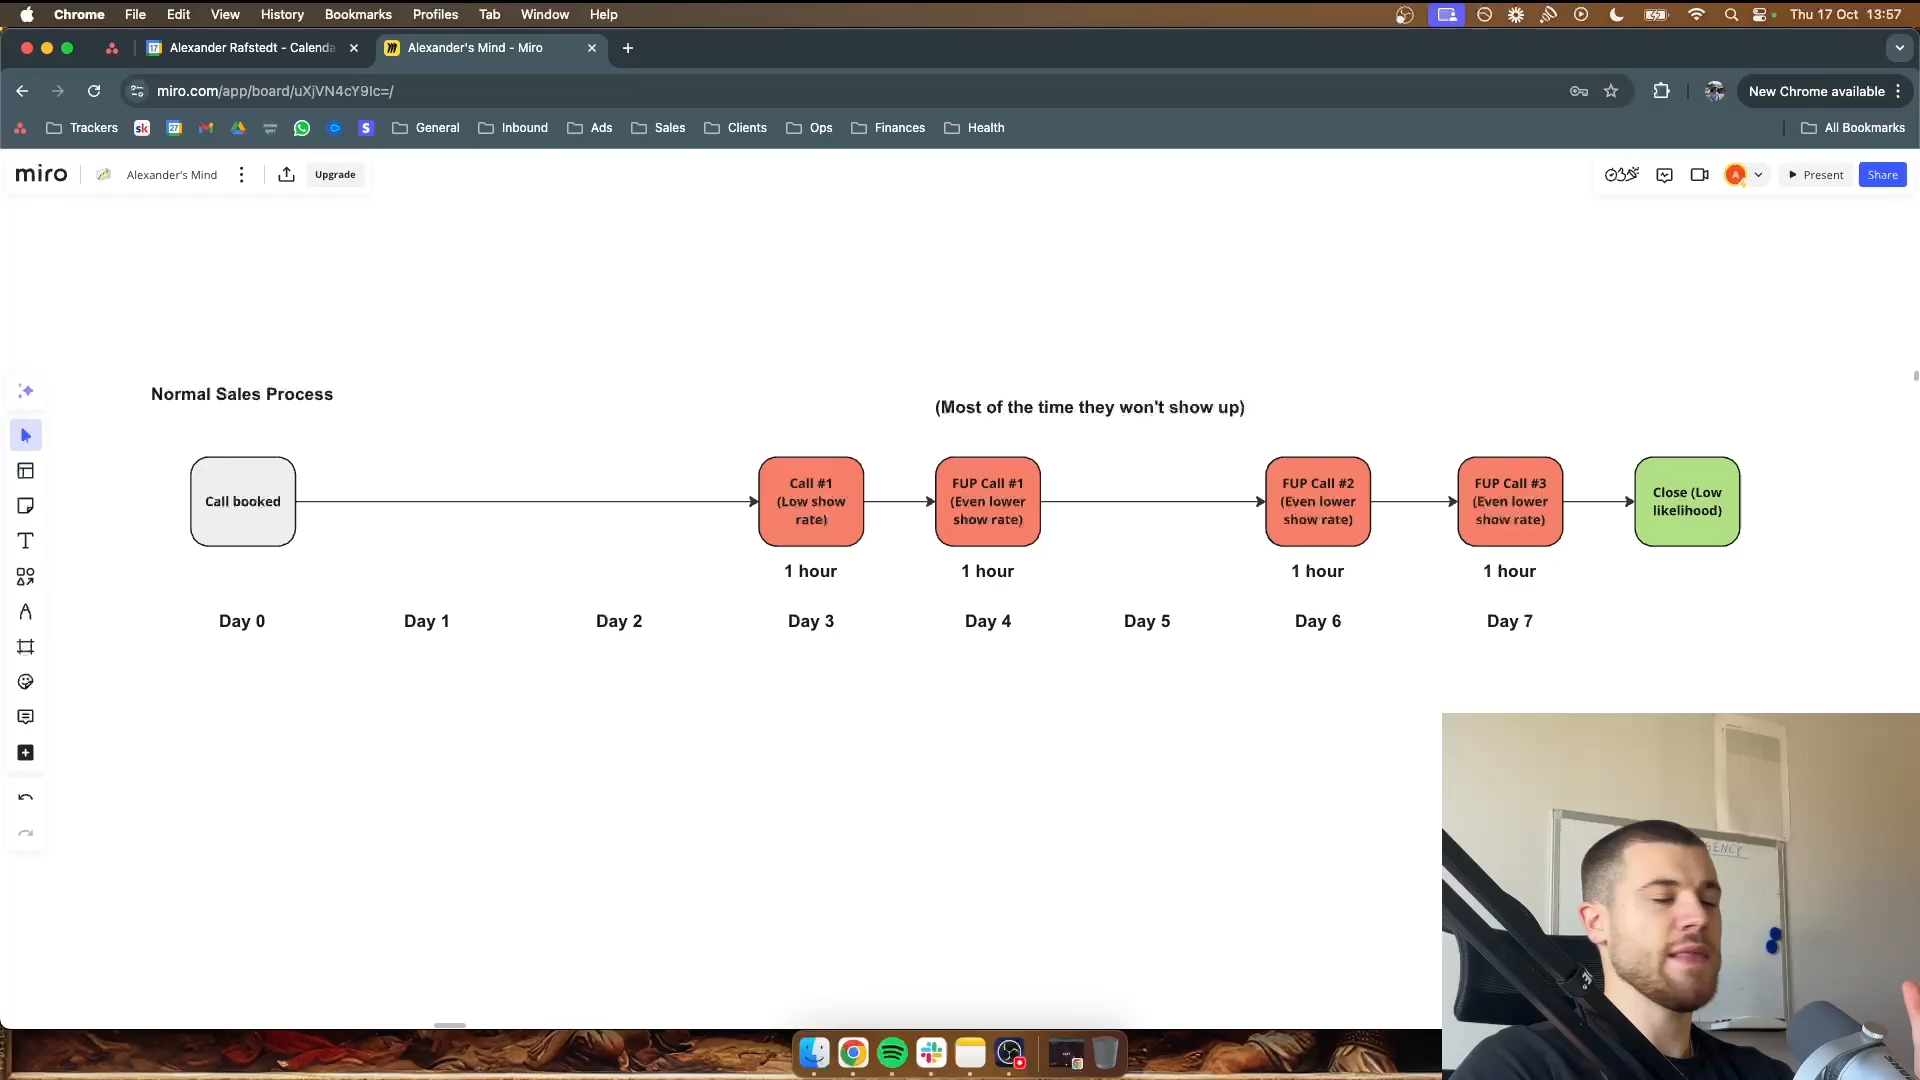 Chrome File Edit View History Bookmarks Profiles Tab Window Help Thu 17 Oct 13:57
Alexander Rafstedt - Calenda Alexander's Mind - Miro
miro.com/app/board/uXjVN4cY9Ic=/ New Chrome available
Trackers General Inbound Ads Sales Clients Ops Finances Health All Bookmarks
miro Alexander's Mind Upgrade Present Share
Normal Sales Process
(Most of the time they won't show up)
Call booked
Call #1
(Low show
rate)
FUP Call #1
(Even lower
show rate)
FUP Call #2
(Even lower
show rate)
FUP Call #3
(Even lower
show rate)
Close (Low
likelihood)
1 hour 1 hour 1 hour 1 hour
Day 0 Day 1 Day 2 Day 3 Day 4 Day 5 Day 6 Day 7